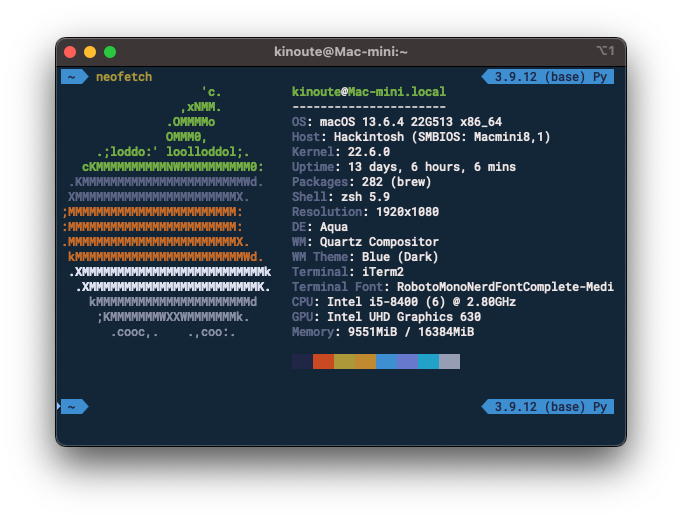 kinoute@Mac-mini:~ ⌥1
~ neofetch 3.9.12 (base) Py
'c. kinoute@Mac-mini.local
,xNMM. ----------------------
.OMMMMo OS: macOS 13.6.4 22G513 x86_64
OMMM0, Host: Hackintosh (SMBIOS: Macmini8,1)
.;loddo:' loolloddol;. Kernel: 22.6.0
cKMMMMMMMMMMNWMMMMMMMMMM0: Uptime: 13 days, 6 hours, 6 mins
.KMMMMMMMMMMMMMMMMMMMMMMMWd. Packages: 282 (brew)
XMMMMMMMMMMMMMMMMMMMMMMMX. Shell: zsh 5.9
;MMMMMMMMMMMMMMMMMMMMMMMM: Resolution: 1920x1080
:MMMMMMMMMMMMMMMMMMMMMMMM: DE: Aqua
.MMMMMMMMMMMMMMMMMMMMMMMMX. WM: Quartz Compositor
kMMMMMMMMMMMMMMMMMMMMMMMMWd. WM Theme: Blue (Dark)
.XMMMMMMMMMMMMMMMMMMMMMMMMMMk Terminal: iTerm2
.XMMMMMMMMMMMMMMMMMMMMMMMMK. Terminal Font: RobotoMonoNerdFontComplete-Medi
kMMMMMMMMMMMMMMMMMMMMMMd CPU: Intel i5-8400 (6) @ 2.80GHz
;KMMMMMMMWXXWMMMMMMMk. GPU: Intel UHD Graphics 630
.cooc,. .,coo:. Memory: 9551MiB / 16384MiB
~ 3.9.12 (base) Py